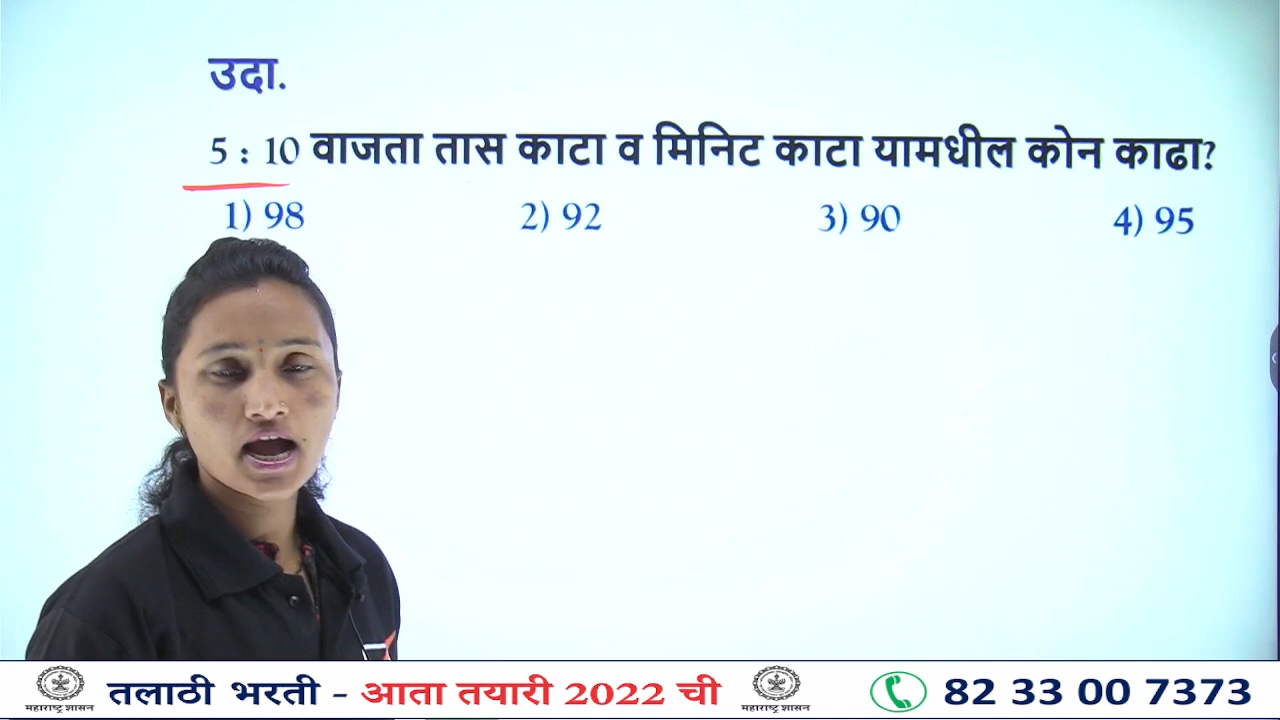 उदा.
5 : 10 वाजता तास काटा व मिनिट काटा यामधील कोन काढा?
1) 98 2) 92 3) 90 4) 95
महाराष्ट्र शासन तलाठी भरती - आता तयारी 2022 ची महाराष्ट्र शासन 82 33 00 7373